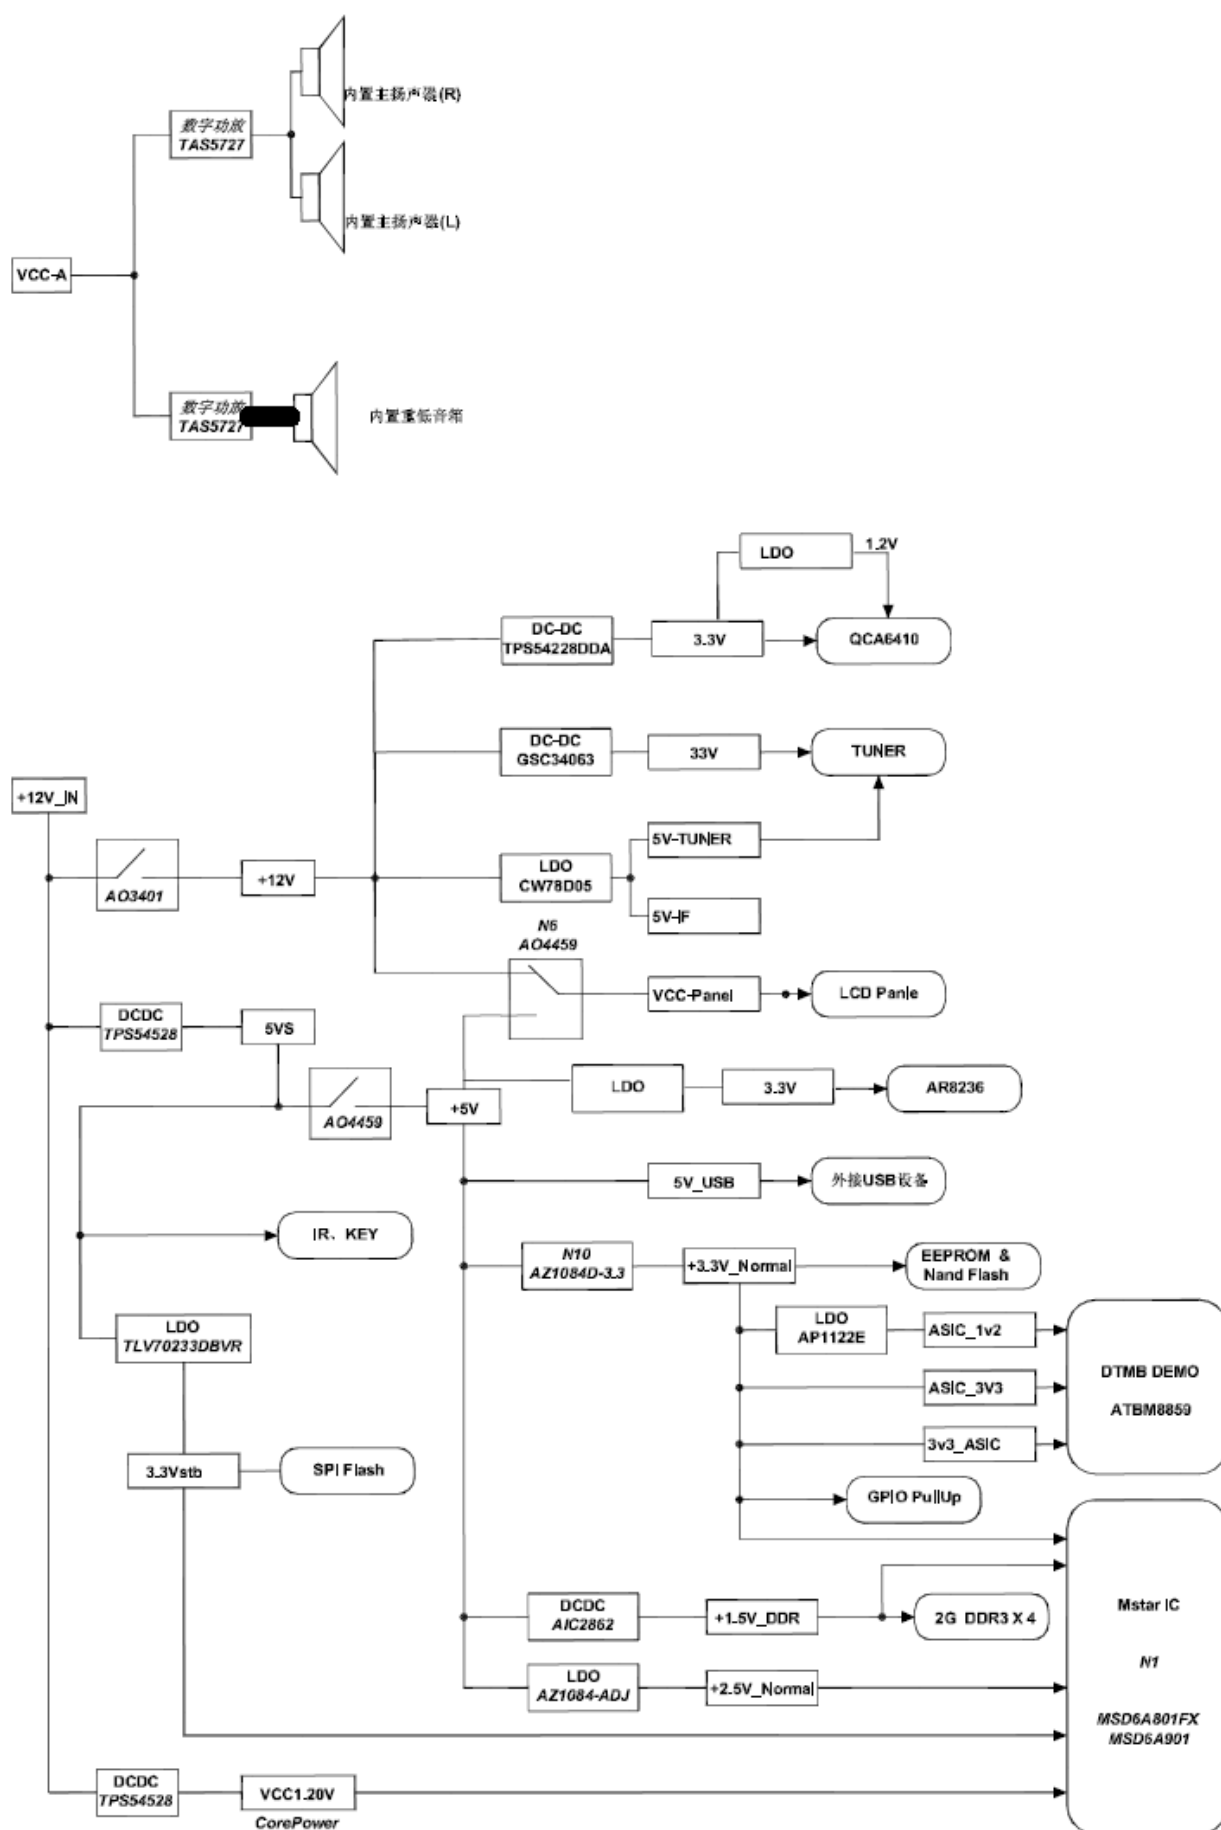 内置主扬声器(R)
数字功放
TAS5727
内置主扬声器(L)
VCC-A
数字功放
TAS5727
内置重低音箱
LDO
1.2V
DC-DC
TPS54228DDA
3.3V
QCA6410
DC-DC
GSC34063
33V
TUNER
+12V_IN
5V-TUNER
LDO
CW78D05
+12V
AO3401
5V-IF
N6
AO4459
VCC-Panel
LCD Panle
DCDC
TPS54528
5VS
LDO
3.3V
AR8236
+5V
AO4459
5V_USB
外接USB设备
IR、KEY
N10
AZ1084D-3.3
+3.3V_Normal
EEPROM &
Nand Flash
LDO
TLV70233DBVR
LDO
AP1122E
ASIC_1v2
DTMB DEMO
ATBM8859
ASIC_3V3
3v3_ASIC
3.3Vstb
SPI Flash
GPIO PullUp
DCDC
AIC2862
+1.5V_DDR
2G DDR3 X 4
Mstar IC
N1
LDO
AZ1084-ADJ
+2.5V_Normal
MSD6A801FX
MSD6A901
DCDC
TPS54528
VCC1.20V
CorePower